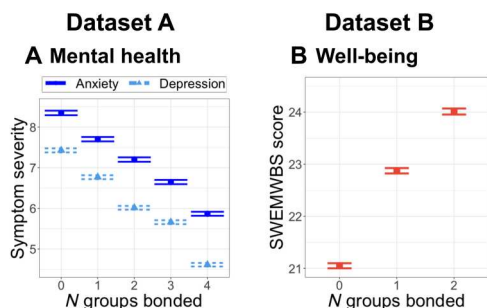 Dataset A
Dataset B
A Mental health
B Well-being
Anxiety Depression
Symptom severity
8
7
6
5
0 1 2 3 4
N groups bonded
SWEMWBS score
24
23
22
21
0 1 2
N groups bonded